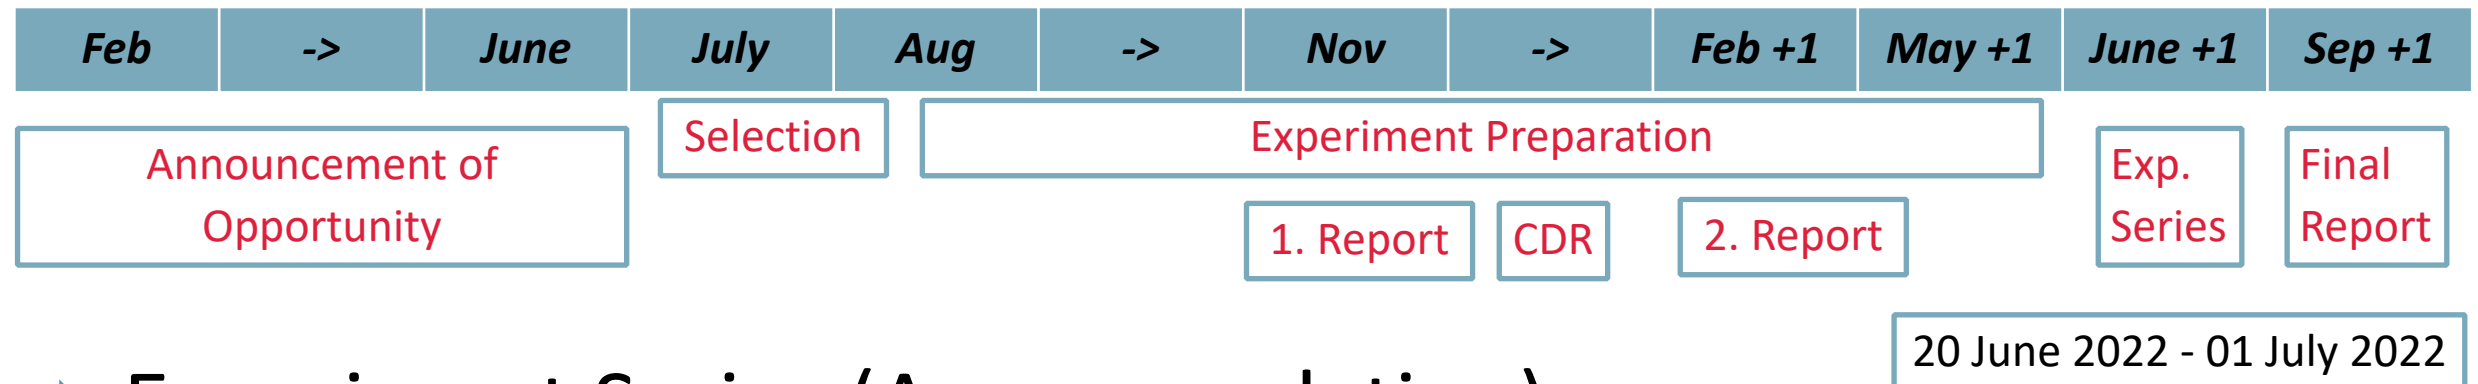 Feb -> June July Aug -> Nov -> Feb +1 May +1 June +1 Sep +1
Announcement of
Opportunity
Selection
Experiment Preparation
1. Report
CDR
2. Report
Exp.
Series
Final
Report
20 June 2022 - 01 July 2022